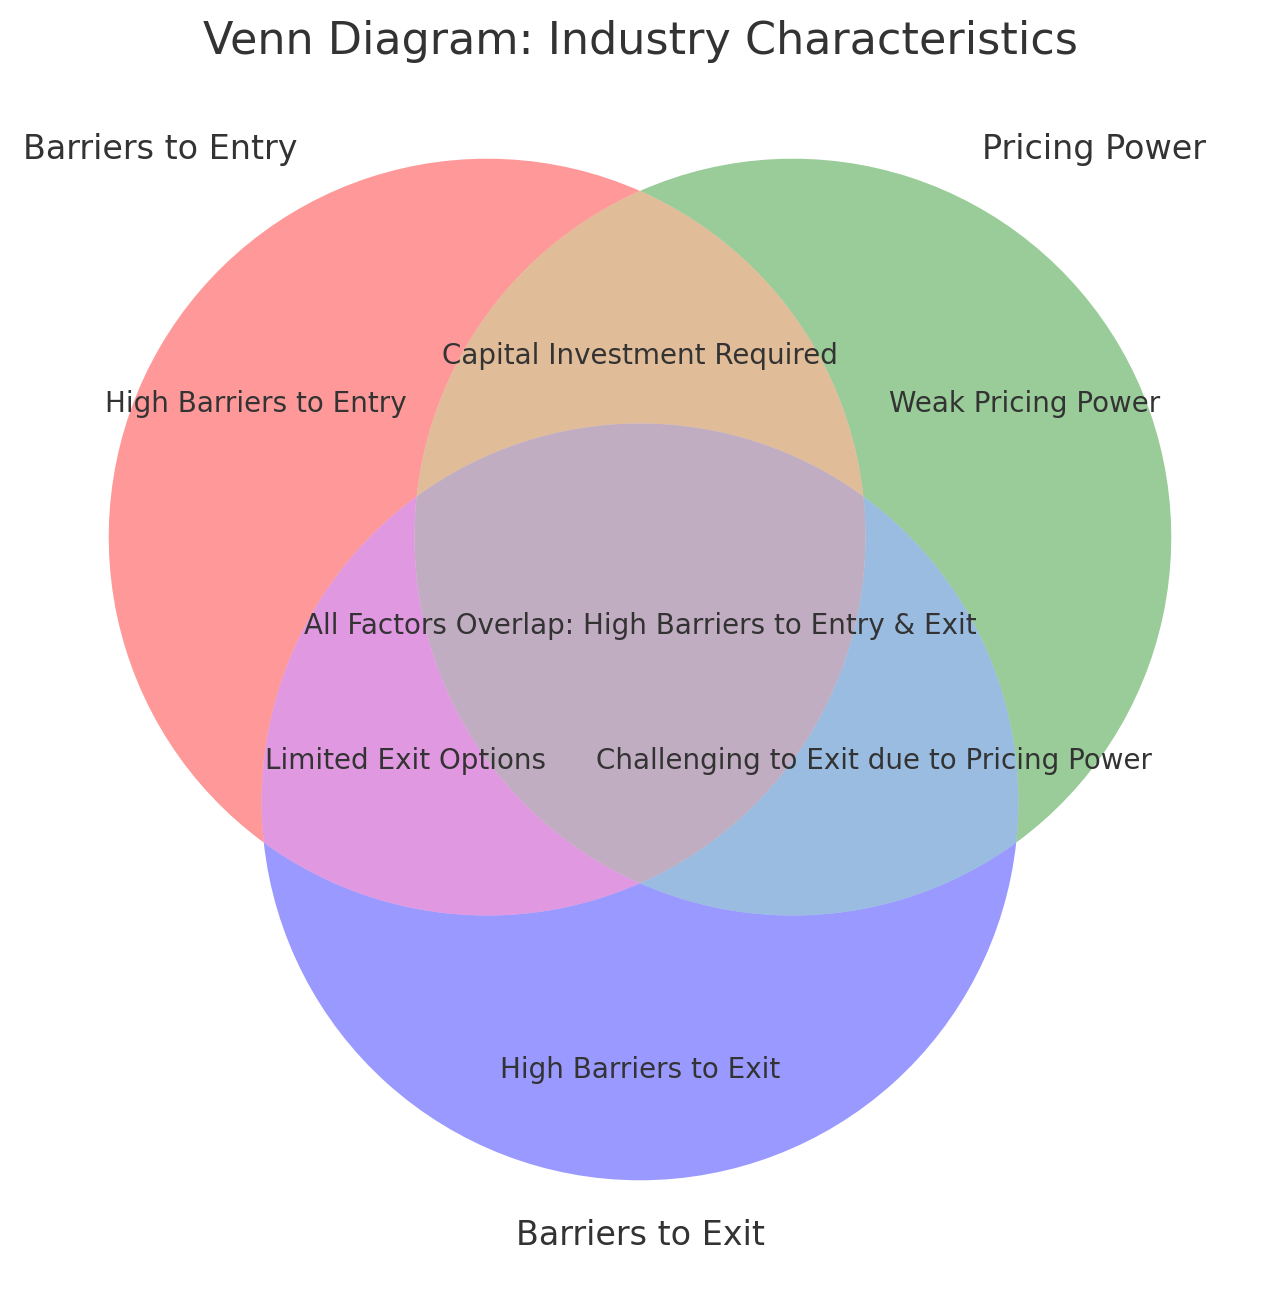 Venn Diagram: Industry Characteristics
Barriers to Entry
Pricing Power
Capital Investment Required
High Barriers to Entry
Weak Pricing Power
All Factors Overlap: High Barriers to Entry & Exit
Limited Exit Options
Challenging to Exit due to Pricing Power
High Barriers to Exit
Barriers to Exit